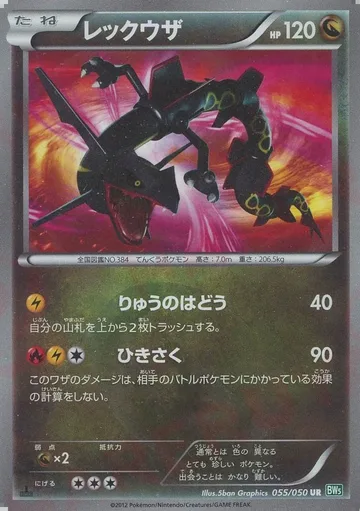 たね レックウザ HP120
全国図鑑NO.384 てんくうポケモン 高さ：7.0m 重さ：206.5kg
りゅうのはどう 40
自分の山札を上から2枚トラッシュする。
ひきさく 90
このワザのダメージは、相手のバトルポケモンにかかっている効果
の計算をしない。
弱点 抵抗力
×2
にげる
通常とは 色の 異なる
とても 珍しい ポケモン。
出会うことは かなり 難しい。
Illus.5ban Graphics 055/050 UR BW5
©2012 Pokémon/Nintendo/Creatures/GAME FREAK.